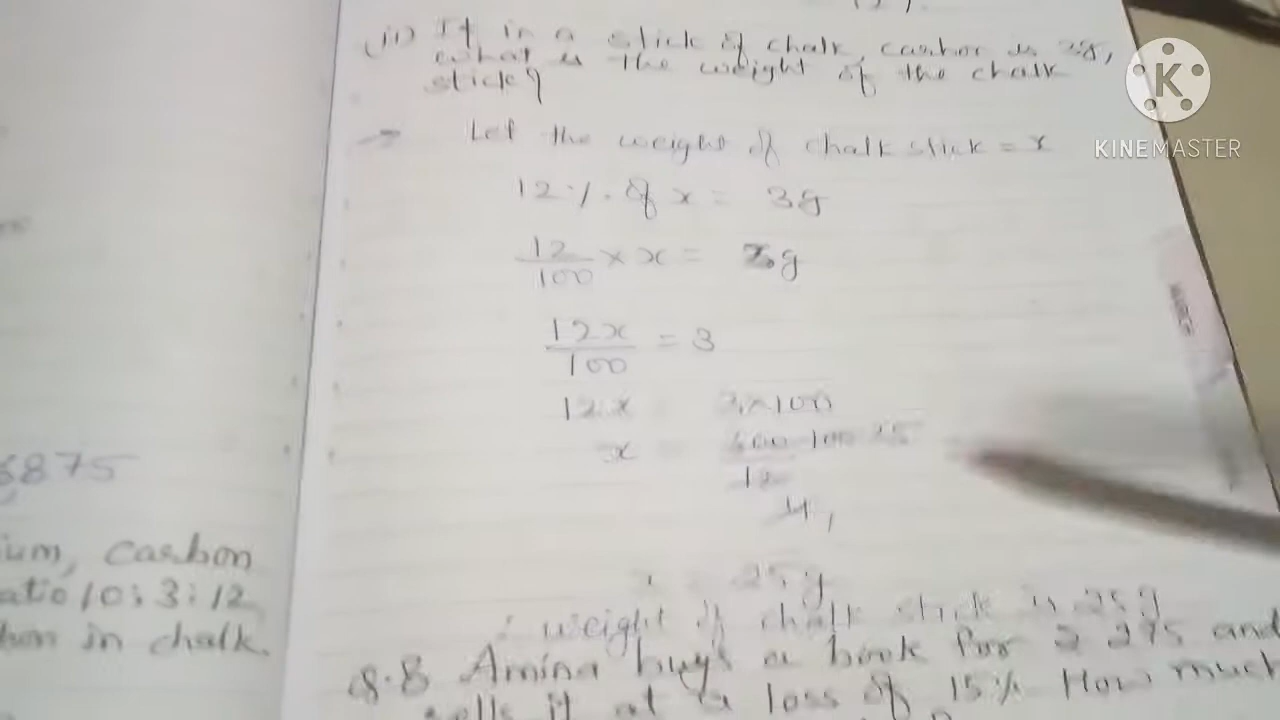 6875
ium, carbon
atio 10:3:12
bon in chalk.
(ii) If in a stick of chalk, carbon is 3g,
what is the weight of the chalk
stick?
→ Let the weight of chalk stick = x
12 % of x = 3g
12/100 × x = 3g
12x/100 = 3
12x 3×100
x =
12
4,
x = 25g
∴ weight of chalk stick is 25g
Q.8 Amina buys a book for ₹ 275 and
sells it at a loss of 15% How much
KINEMASTER